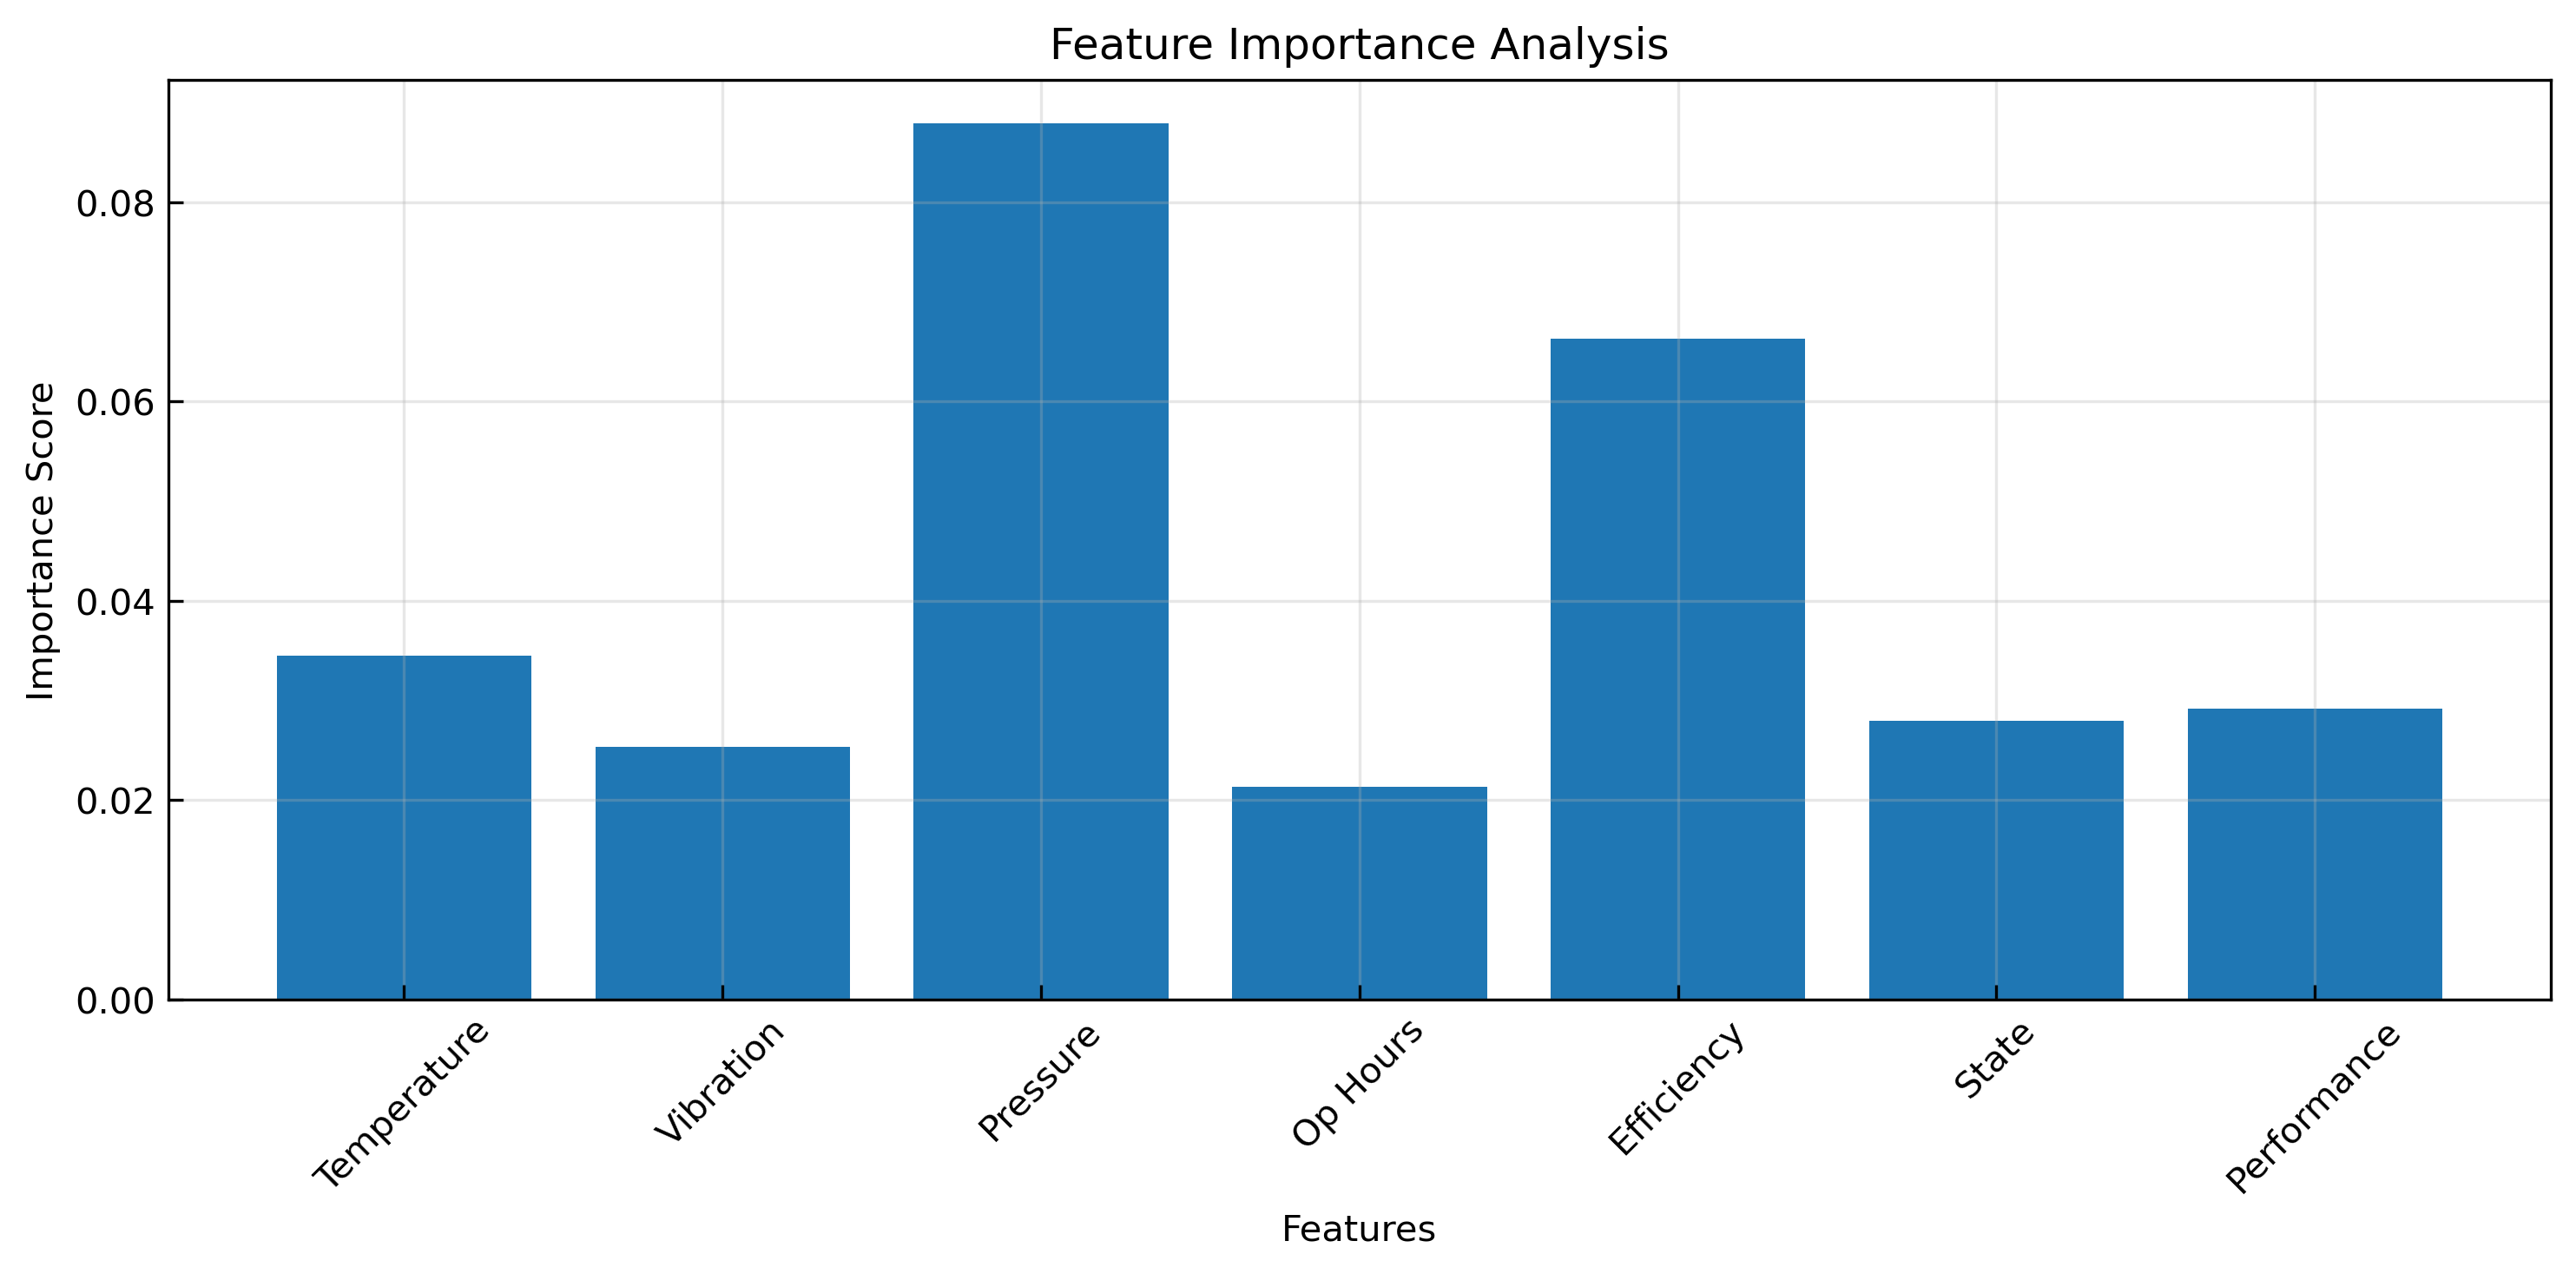 Feature Importance Analysis
Importance Score
0.08
0.06
0.04
0.02
0.00
Temperature
Vibration
Pressure
Op Hours
Efficiency
State
Performance
Features